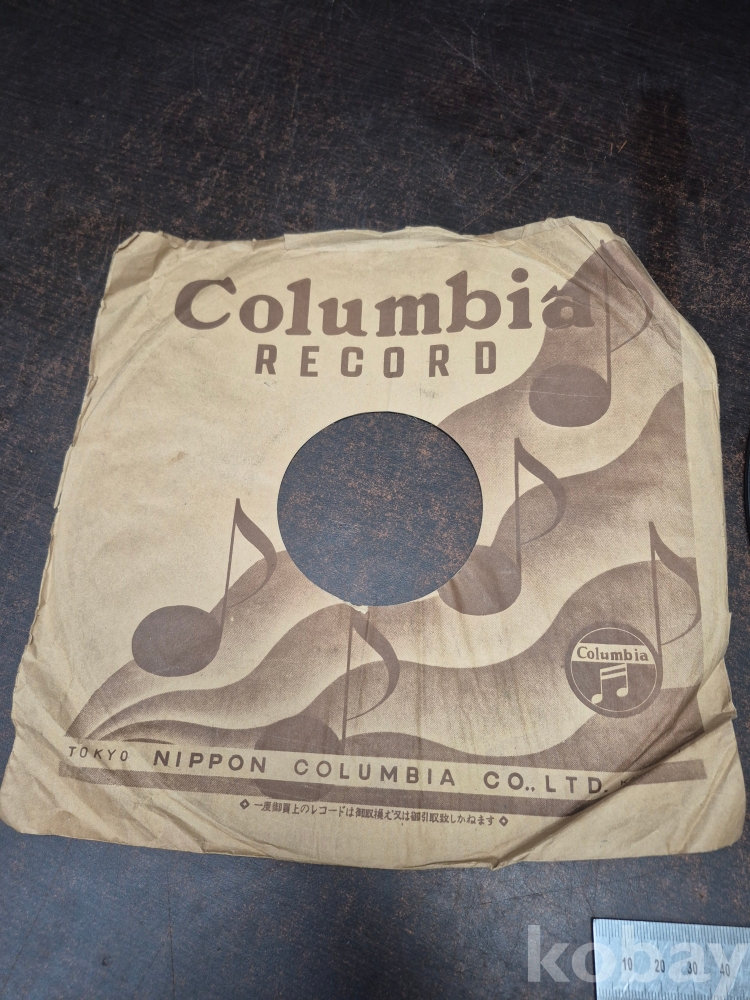 Columbia
RECORD
Columbia
TOKYO NIPPON COLUMBIA CO., LTD.
◇一度御買上のレコードは御取換え又は御引取致しかねます◇
10 20 30 40
kobay